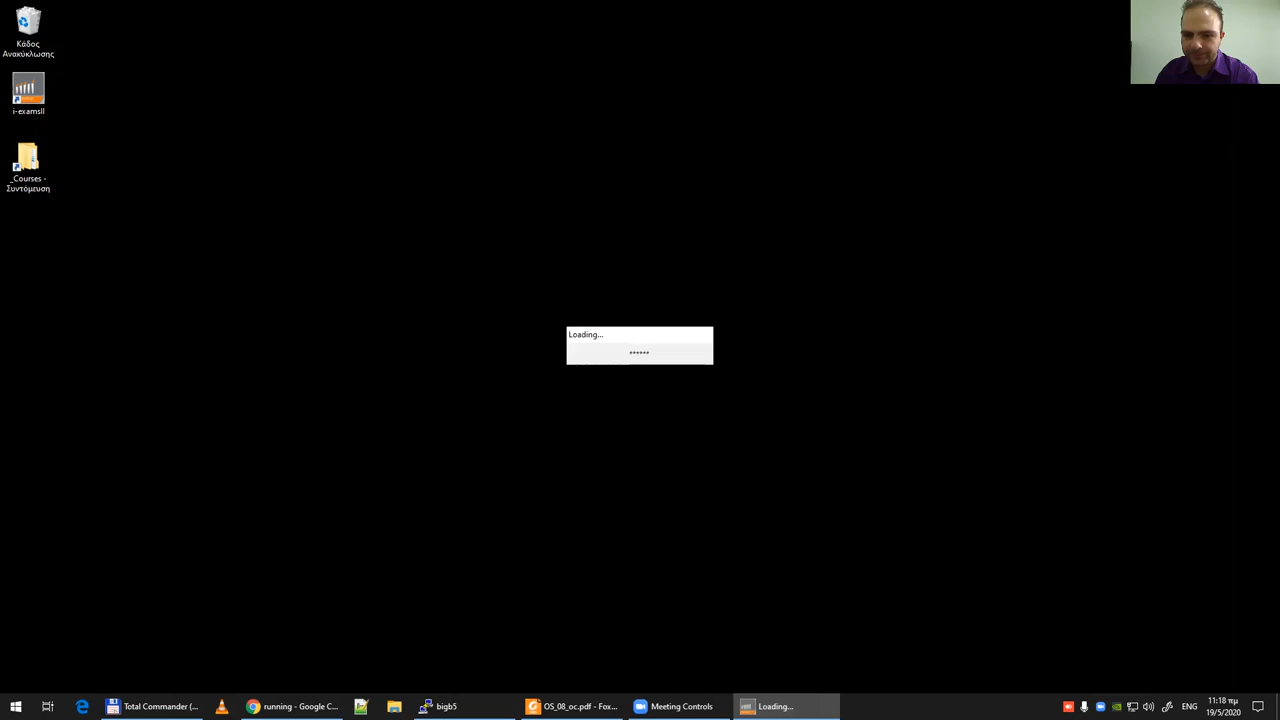 Κάδος
Ανακύκλωσης
i-examsII
_Courses -
Συντόμευση
Loading...
******
Total Commander (...
running - Google C...
bigb5
OS_08_oc.pdf - Fox...
Meeting Controls
Loading...
ENG
11:18 πμ
19/5/2020